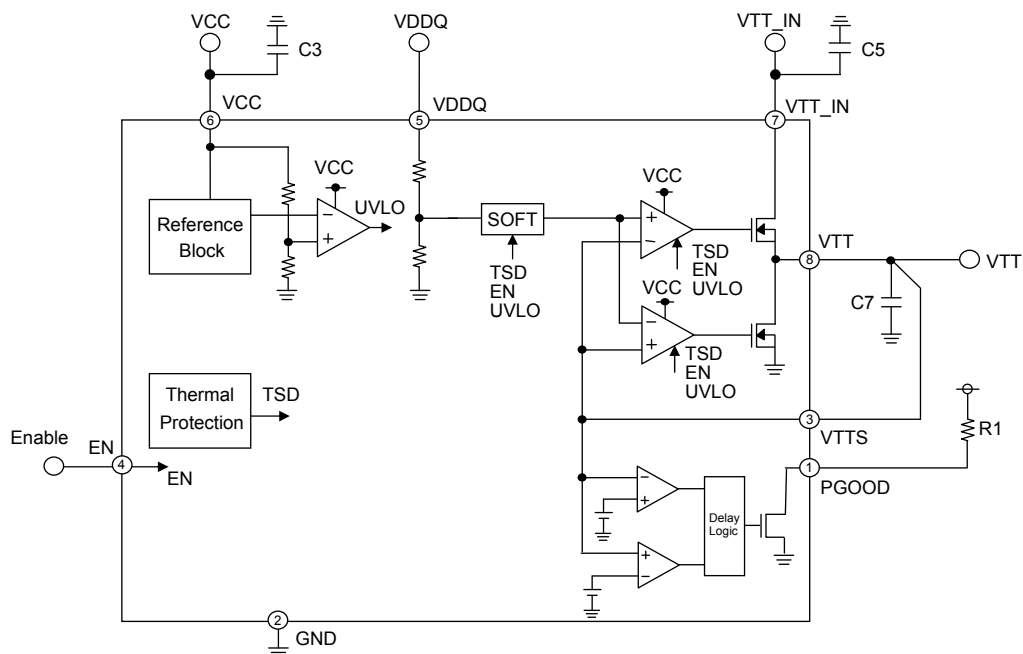 VCC
C3
VDDQ
VTT_IN
C5
VCC
6
VDDQ
5
VTT_IN
7
Reference
Block
VCC
UVLO
−
+
SOFT
TSD
EN
UVLO
VCC
+
−
TSD
EN
UVLO
VCC
−
+
TSD
EN
UVLO
VTT
8
VTT
C7
Thermal
Protection
TSD
3
VTTS
R1
Enable
EN
4
EN
1
PGOOD
−
+
Delay
Logic
+
−
2
GND